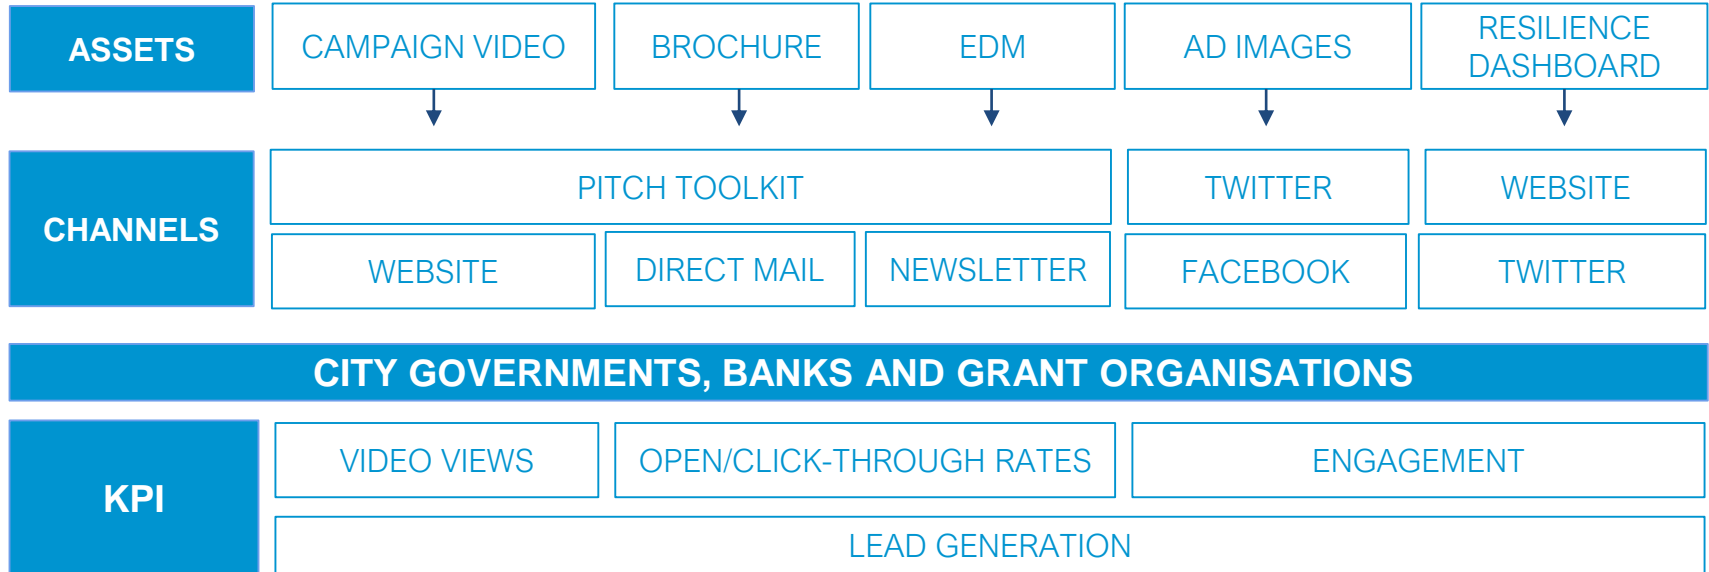 ASSETS
CAMPAIGN VIDEO
BROCHURE
EDM
AD IMAGES
RESILIENCE
DASHBOARD
CHANNELS
PITCH TOOLKIT
TWITTER
WEBSITE
WEBSITE
DIRECT MAIL
NEWSLETTER
FACEBOOK
TWITTER
CITY GOVERNMENTS, BANKS AND GRANT ORGANISATIONS
KPI
VIDEO VIEWS
OPEN/CLICK-THROUGH RATES
ENGAGEMENT
LEAD GENERATION